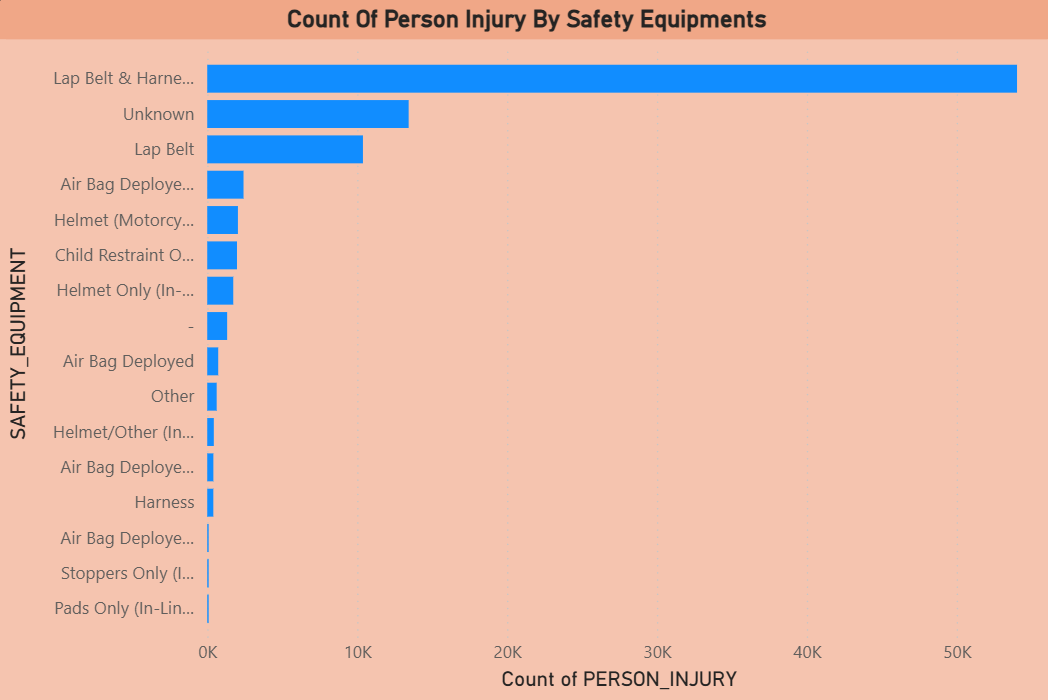 Count Of Person Injury By Safety Equipments
SAFETY_EQUIPMENT
Lap Belt & Harne...
Unknown
Lap Belt
Air Bag Deploye...
Helmet (Motorcy...
Child Restraint O...
Helmet Only (In-...
-
Air Bag Deployed
Other
Helmet/Other (In...
Air Bag Deploye...
Harness
Air Bag Deploye...
Stoppers Only (I...
Pads Only (In-Lin...
0K 10K 20K 30K 40K 50K
Count of PERSON_INJURY